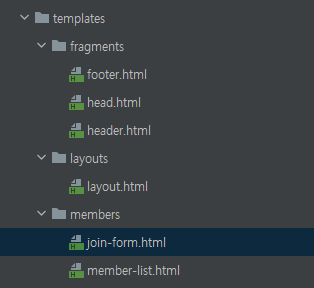 templates
fragments
footer.html
head.html
header.html
layouts
layout.html
members
join-form.html
member-list.html